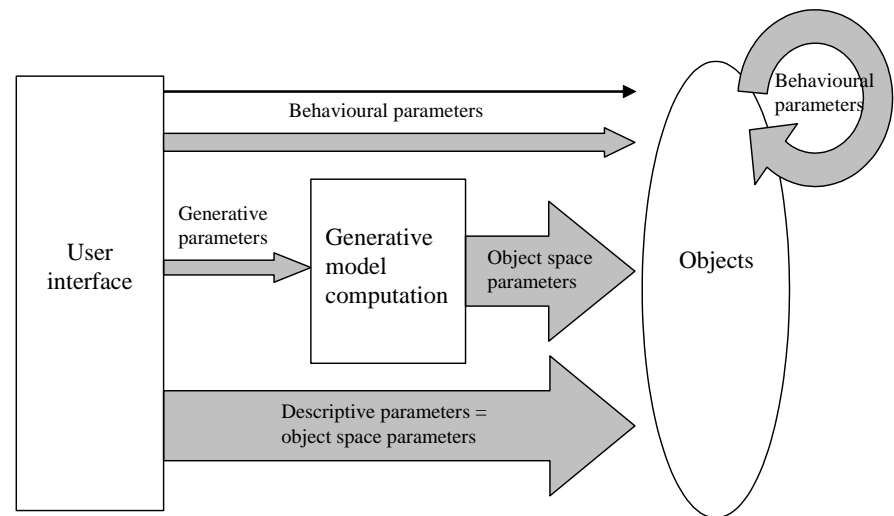 Behavioural
parameters
Behavioural parameters
Generative
parameters
User
interface
Generative
model
computation
Object space
parameters
Objects
Descriptive parameters =
object space parameters